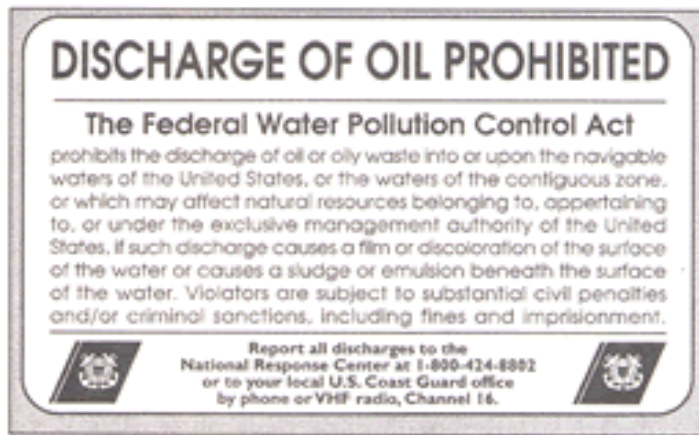 DISCHARGE OF OIL PROHIBITED
The Federal Water Pollution Control Act
prohibits the discharge of oil or oily waste into or upon the navigable
waters of the United States, or the waters of the contiguous zone,
or which may affect natural resources belonging to, appertaining
to, or under the exclusive management authority of the United
States, if such discharge causes a film or discoloration of the surface
of the water or causes a sludge or emulsion beneath the surface
of the water. Violators are subject to substantial civil penalties
and/or criminal sanctions, including fines and imprisionment.
Report all discharges to the
National Response Center at 1-800-424-8802
or to your local U.S. Coast Guard office
by phone or VHF radio, Channel 16.